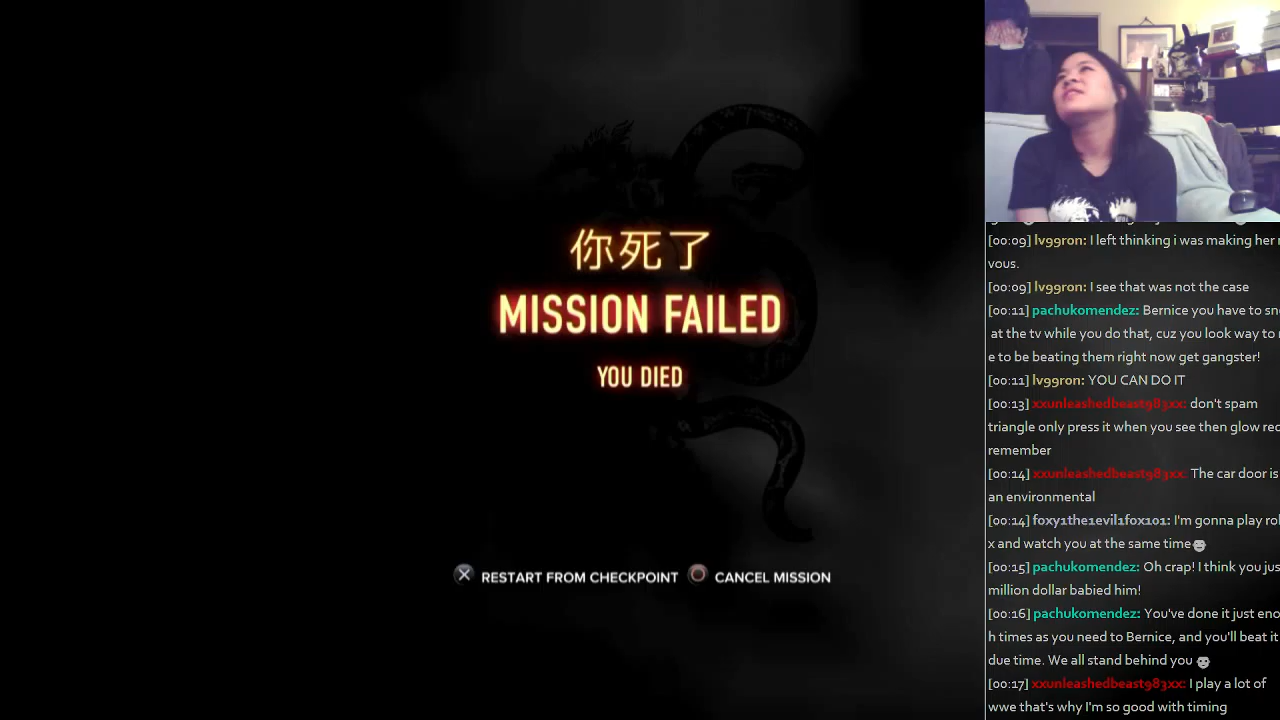 你死了
MISSION FAILED
YOU DIED
RESTART FROM CHECKPOINT CANCEL MISSION
[00:09] lv99ron: I left thinking i was making her
vous.
[00:09] lv99ron: I see that was not the case
[00:11] pachukomendez: Bernice you have to
at the tv while you do that, cuz you look way to
e to be beating them right now get gangster!
[00:11] lv99ron: YOU CAN DO IT
[00:13] xxunleashedbeast983xx: don't spam
triangle only press it when you see then glow
remember
[00:14] xxunleashedbeast983xx: The car door is
an environmental
[00:14] foxy1the1evil1fox101: I'm gonna play
x and watch you at the same time
[00:15] pachukomendez: Oh crap! I think you
million dollar babied him!
[00:16] pachukomendez: You've done it just
h times as you need to Bernice, and you'll beat it
due time. We all stand behind you
[00:17] xxunleashedbeast983xx: I play a lot of
wwe that's why I'm so good with timing